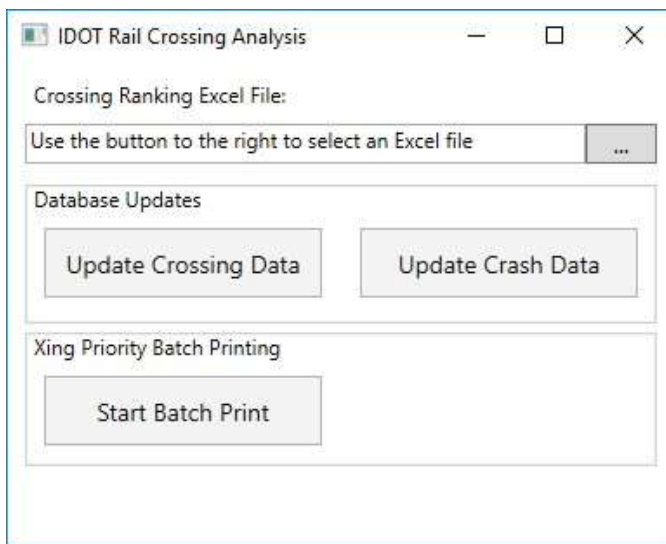 IDOT Rail Crossing Analysis
Crossing Ranking Excel File:
Use the button to the right to select an Excel file ...
Database Updates
Update Crossing Data Update Crash Data
Xing Priority Batch Printing
Start Batch Print